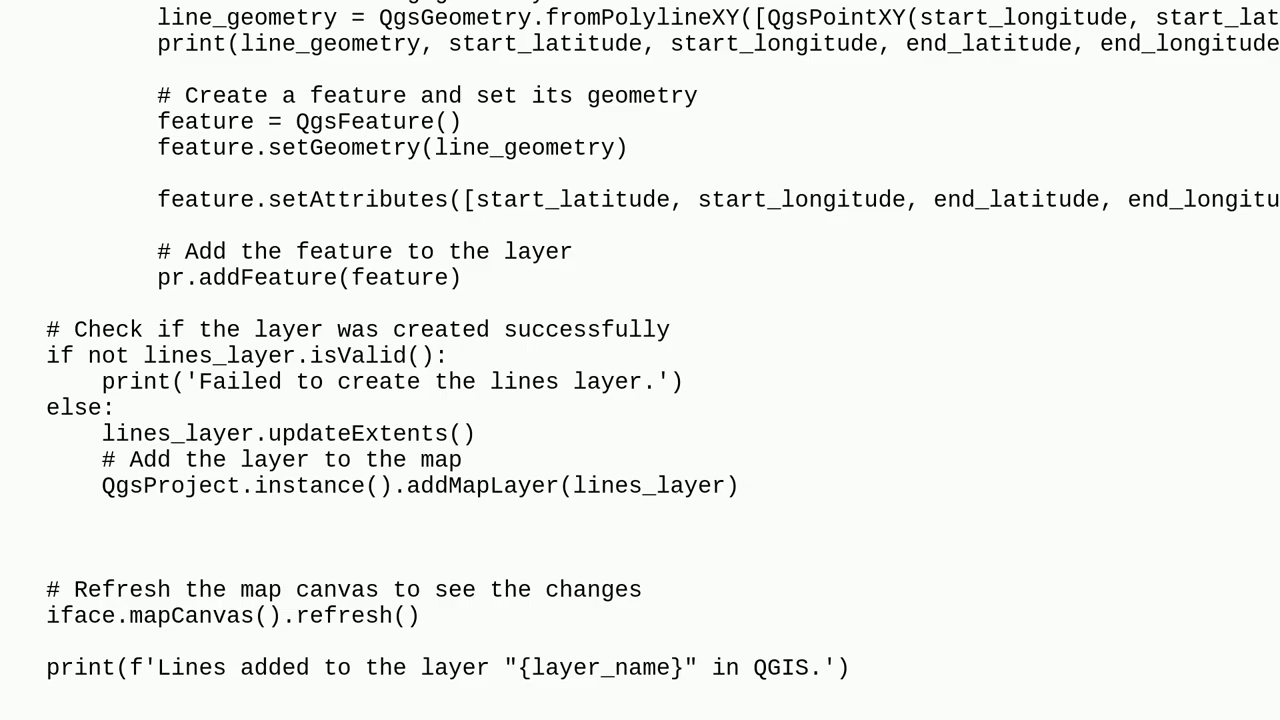 line_geometry = QgsGeometry.fromPolylineXY([QgsPointXY(start_longitude, start_lat
print(line_geometry, start_latitude, start_longitude, end_latitude, end_longitude
# Create a feature and set its geometry
feature = QgsFeature()
feature.setGeometry(line_geometry)
feature.setAttributes([start_latitude, start_longitude, end_latitude, end_longitu
# Add the feature to the layer
pr.addFeature(feature)
# Check if the layer was created successfully
if not lines_layer.isValid():
print('Failed to create the lines layer.')
else:
lines_layer.updateExtents()
# Add the layer to the map
QgsProject.instance().addMapLayer(lines_layer)
# Refresh the map canvas to see the changes
iface.mapCanvas().refresh()
print(f'Lines added to the layer "{layer_name}" in QGIS.')